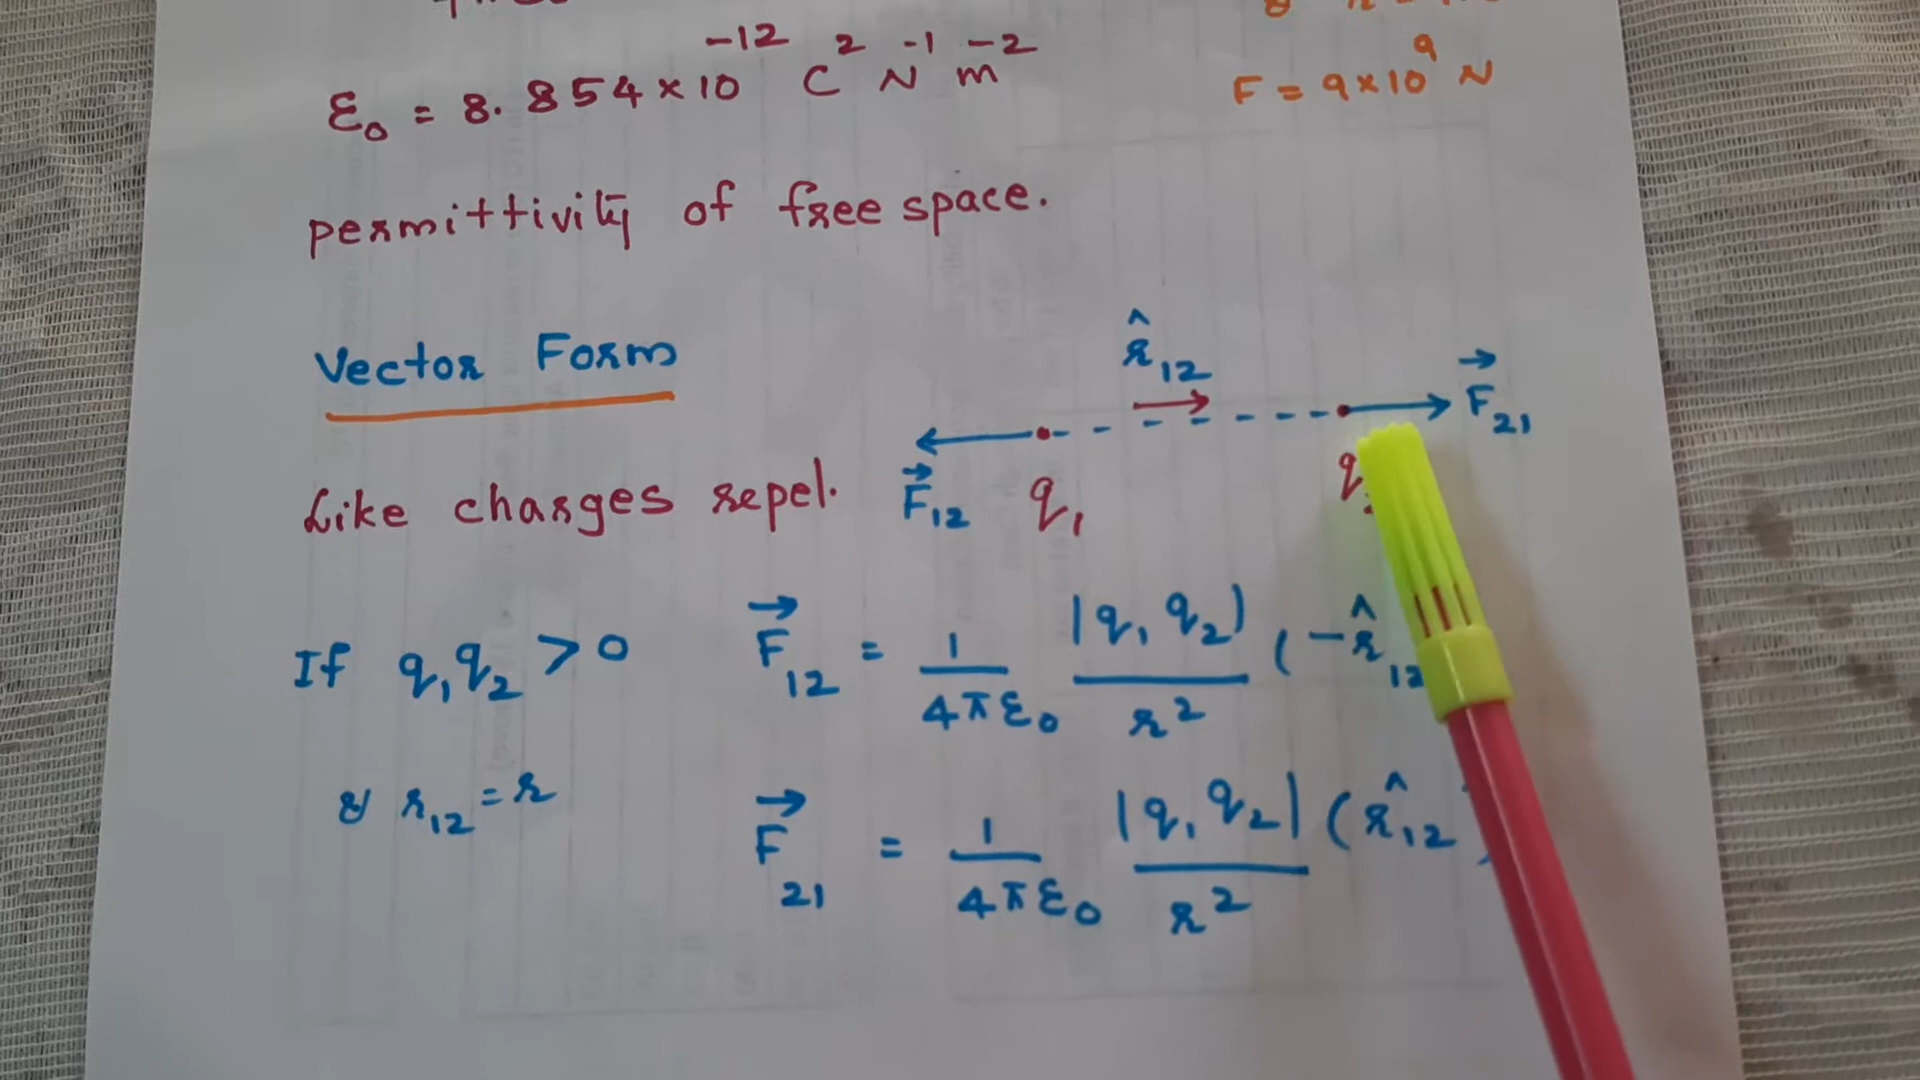 ε₀ = 8.854×10⁻¹² C² N⁻¹ m⁻²
F = 9×10⁹ N
permittivity of free space.
Vector Form
r̂₁₂
F⃗₂₁
Like charges repel.
F⃗₁₂ q₁ q₂
If q₁q₂ > 0 F⃗₁₂ = 1/4πε₀ |q₁q₂|/r² (-r̂₁₂
& r₁₂ = r F⃗₂₁ = 1/4πε₀ |q₁q₂|/r² (r̂₁₂)